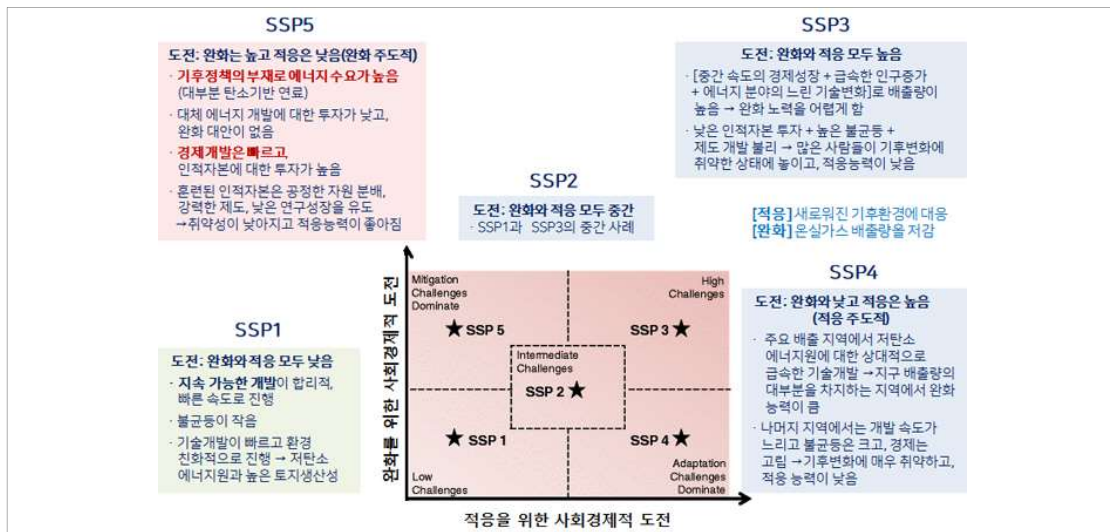 SSP5
도전: 완화는 높고 적응은 낮음(완화 주도적)
· 기후정책의 부재로 에너지 수요가 높음
(대부분 탄소기반 연료)
· 대체 에너지 개발에 대한 투자가 낮고,
완화 대안이 없음
· 경제개발은 빠르고,
인적자본에 대한 투자가 높음
· 훈련된 인적자본은 공정한 자원 분배,
강력한 제도, 낮은 연구성장을 유도
→취약성이 낮아지고 적응능력이 좋아짐
SSP3
도전: 완화와 적응 모두 높음
· [중간 속도의 경제성장 + 급속한 인구증가
+ 에너지 분야의 느린 기술변화]로 배출량이
높음 → 완화 노력을 어렵게 함
· 낮은 인적자본 투자 + 높은 불균등 +
제도 개발 불리 → 많은 사람들이 기후변화에
취약한 상태에 놓이고, 적응능력이 낮음
SSP2
도전: 완화와 적응 모두 중간
· SSP1과 SSP3의 중간 사례
[적응] 새로워진 기후환경에 대응
[완화] 온실가스 배출량을 저감
SSP1
도전: 완화와 적응 모두 낮음
· 지속 가능한 개발이 합리적,
빠른 속도로 진행
· 불균등이 작음
· 기술개발이 빠르고 환경
친화적으로 진행 → 저탄소
에너지원과 높은 토지생산성
SSP4
도전: 완화와 낮고 적응은 높음
(적응 주도적)
· 주요 배출 지역에서 저탄소
에너지원에 대한 상대적으로
급속한 기술개발 →지구 배출량의
대부분을 차지하는 지역에서 완화
능력이 큼
· 나머지 지역에서는 개발 속도가
느리고 불균등은 크고, 경제는
고립 →기후변화에 매우 취약하고,
적응 능력이 낮음
완화를 위한 사회경제적 도전
Mitigation
Challenges
Dominate
High
Challenges
SSP 5
SSP 3
Intermediate
Challenges
SSP 2
SSP 1
SSP 4
Low
Challenges
Adaptation
Challenges
Dominate
적응을 위한 사회경제적 도전